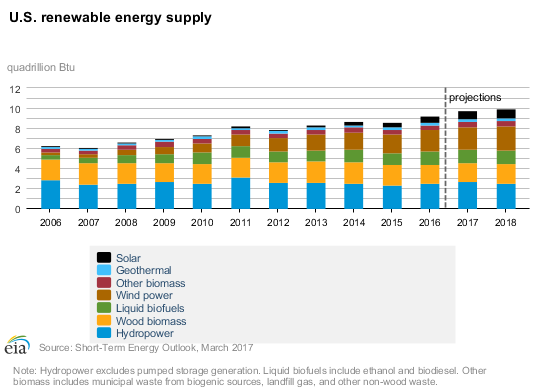 U.S. renewable energy supply
quadrillion Btu
12
10
8
6
4
2
0
projections
2006 2007 2008 2009 2010 2011 2012 2013 2014 2015 2016 2017 2018
Solar
Geothermal
Other biomass
Wind power
Liquid biofuels
Wood biomass
Hydropower
eia Source: Short-Term Energy Outlook, March 2017
Note: Hydropower excludes pumped storage generation. Liquid biofuels include ethanol and biodiesel. Other
biomass includes municipal waste from biogenic sources, landfill gas, and other non-wood waste.